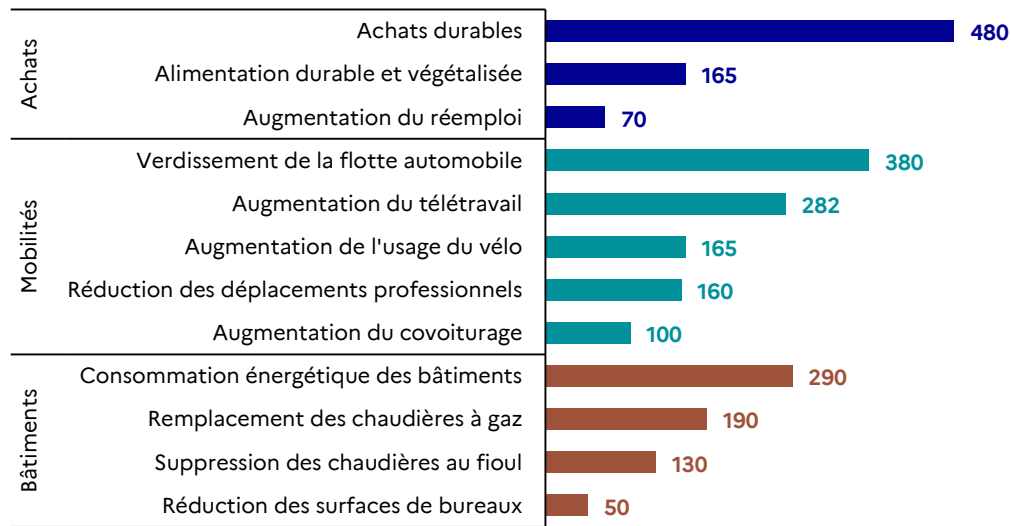 Achats
Achats durables 480
Alimentation durable et végétalisée 165
Augmentation du réemploi 70
Mobilités
Verdissement de la flotte automobile 380
Augmentation du télétravail 282
Augmentation de l'usage du vélo 165
Réduction des déplacements professionnels 160
Augmentation du covoiturage 100
Bâtiments
Consommation énergétique des bâtiments 290
Remplacement des chaudières à gaz 190
Suppression des chaudières au fioul 130
Réduction des surfaces de bureaux 50